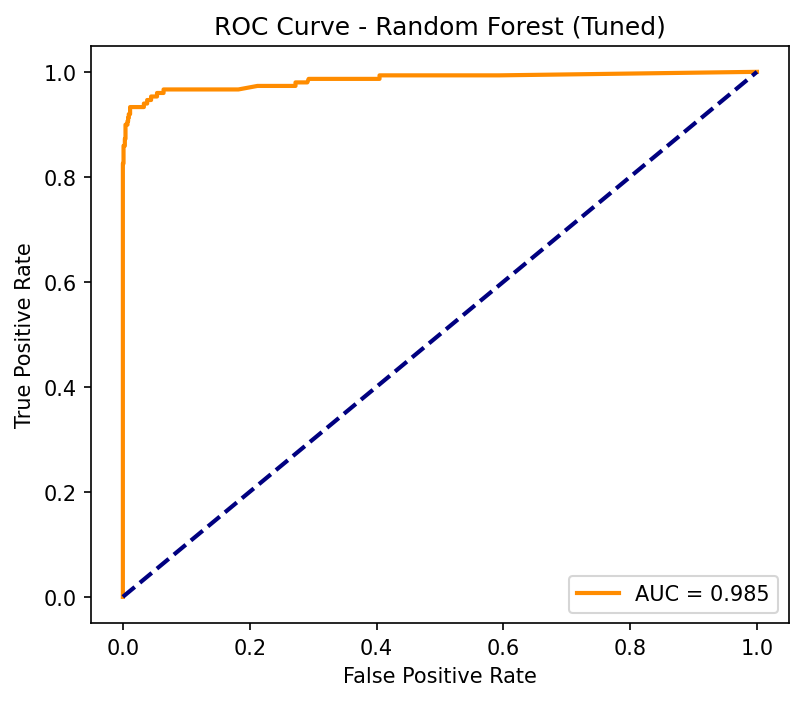 ROC Curve - Random Forest (Tuned)
1.0
0.8
0.6
0.4
0.2
0.0
True Positive Rate
AUC = 0.985
0.0 0.2 0.4 0.6 0.8 1.0
False Positive Rate